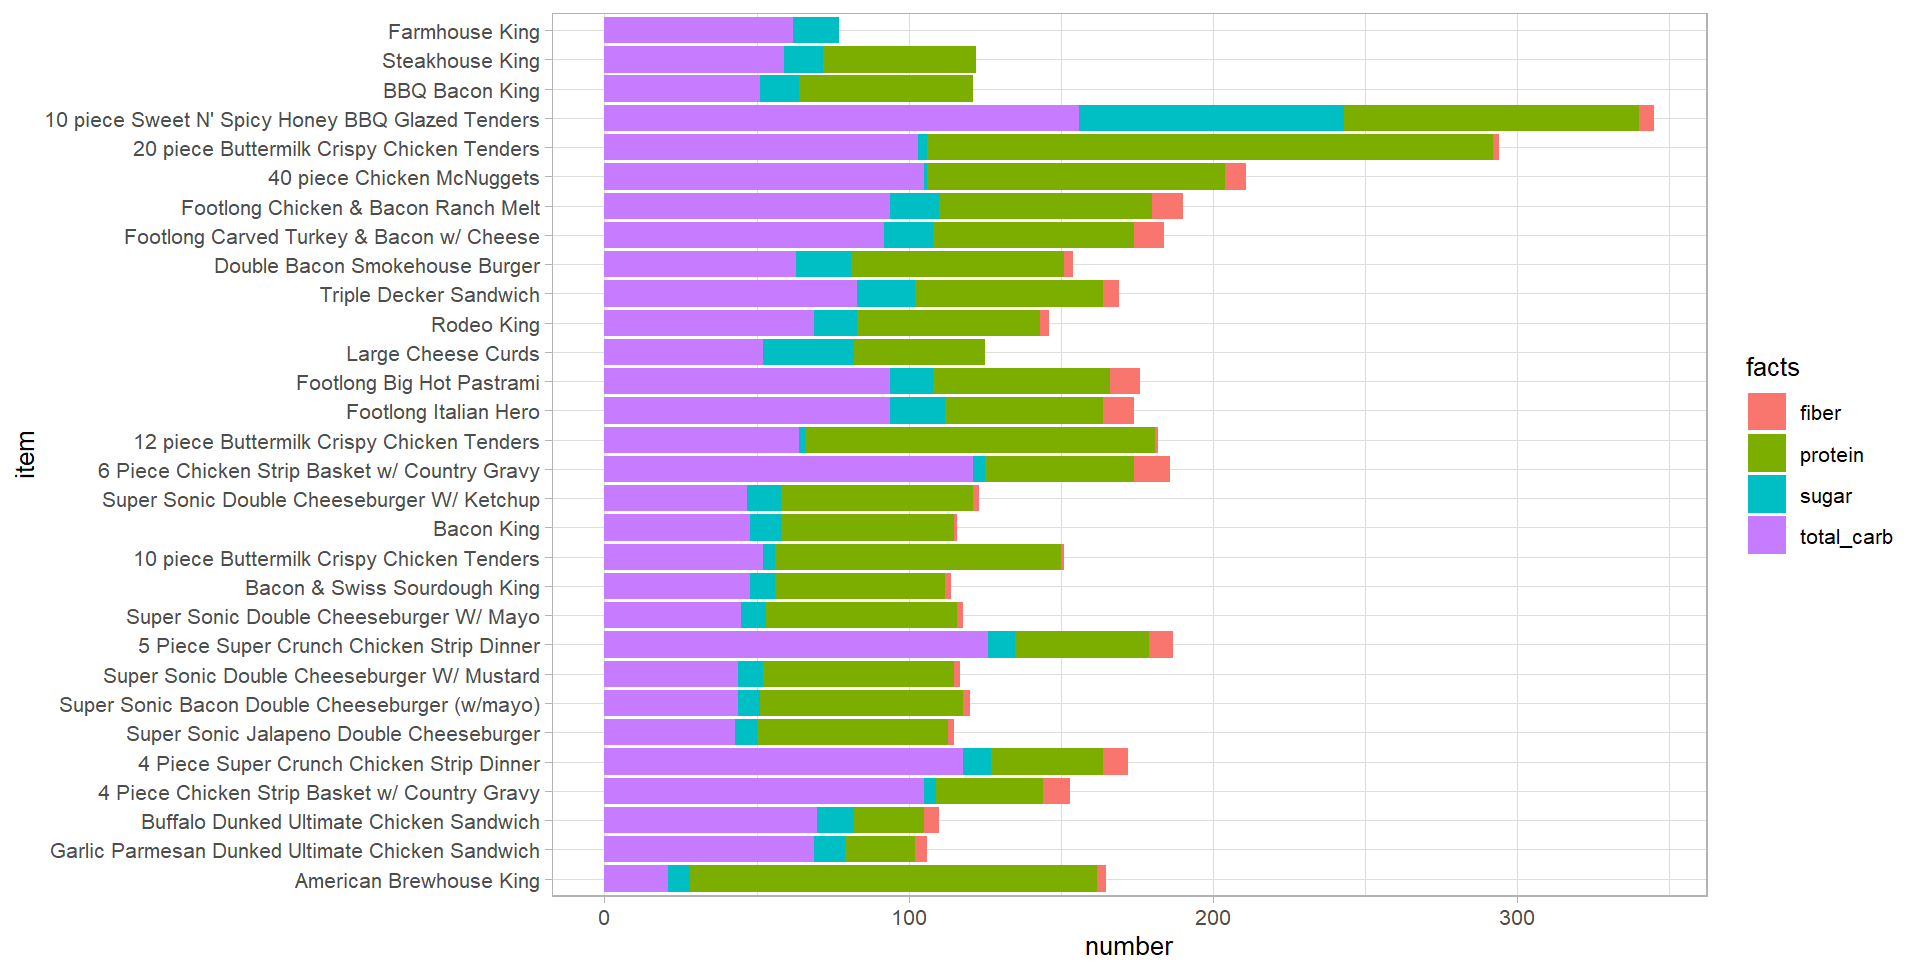 Farmhouse King
Steakhouse King
BBQ Bacon King
10 piece Sweet N' Spicy Honey BBQ Glazed Tenders
20 piece Buttermilk Crispy Chicken Tenders
40 piece Chicken McNuggets
Footlong Chicken & Bacon Ranch Melt
Footlong Carved Turkey & Bacon w/ Cheese
Double Bacon Smokehouse Burger
Triple Decker Sandwich
Rodeo King
Large Cheese Curds
Footlong Big Hot Pastrami
Footlong Italian Hero
12 piece Buttermilk Crispy Chicken Tenders
6 Piece Chicken Strip Basket w/ Country Gravy
Super Sonic Double Cheeseburger W/ Ketchup
Bacon King
10 piece Buttermilk Crispy Chicken Tenders
Bacon & Swiss Sourdough King
Super Sonic Double Cheeseburger W/ Mayo
5 Piece Super Crunch Chicken Strip Dinner
Super Sonic Double Cheeseburger W/ Mustard
Super Sonic Bacon Double Cheeseburger (w/mayo)
Super Sonic Jalapeno Double Cheeseburger
4 Piece Super Crunch Chicken Strip Dinner
4 Piece Chicken Strip Basket w/ Country Gravy
Buffalo Dunked Ultimate Chicken Sandwich
Garlic Parmesan Dunked Ultimate Chicken Sandwich
American Brewhouse King
item
0 100 200 300
number
facts
fiber
protein
sugar
total_carb